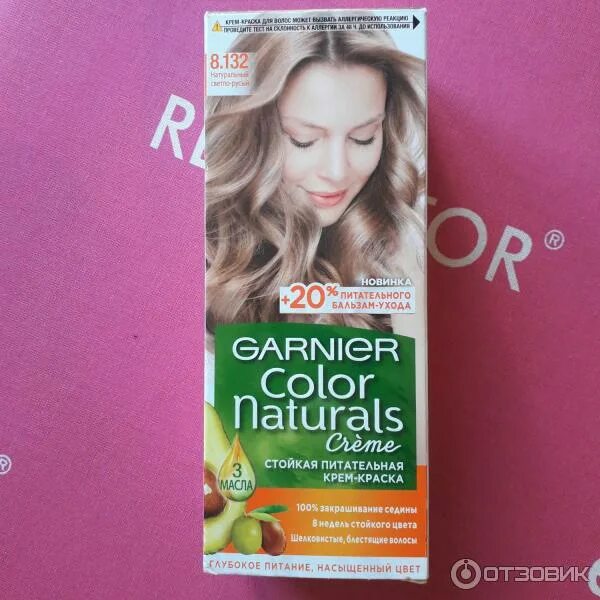 КРЕМ-КРАСКА ДЛЯ ВОЛОС МОЖЕТ ВЫЗВАТЬ АЛЛЕРГИЧЕСКУЮ РЕАКЦИЮ
ПРОВЕДИТЕ ТЕСТ НА СКЛОННОСТЬ К АЛЛЕРГИИ ЗА 48 Ч. ДО ИСПОЛЬЗОВАНИЯ
8.132
Натуральный
светло-русый
TOR®
НОВИНКА
+20% ПИТАТЕЛЬНОГО
БАЛЬЗАМ-УХОДА
GARNIER
Color
Naturals
Crème
СТОЙКАЯ ПИТАТЕЛЬНАЯ
КРЕМ-КРАСКА
3
МАСЛА
100% закрашивание седины
8 недель стойкого цвета
Шелковистые, блестящие волосы
ГЛУБОКОЕ ПИТАНИЕ, НАСЫЩЕННЫЙ ЦВЕТ
ОТЗОВИК